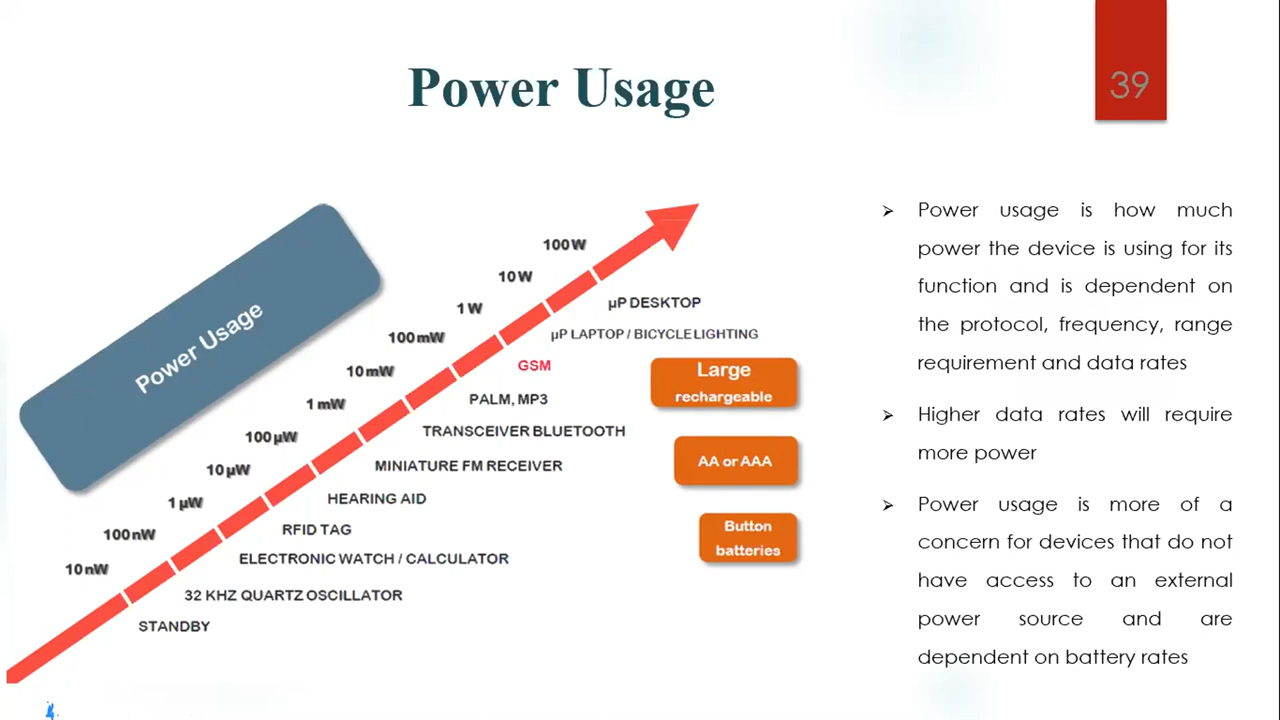 Power Usage
39
Power Usage
100 W
10 W
1 W
100 mW
10 mW
1 mW
100 µW
10 µW
1 µW
100 nW
10 nW
µP DESKTOP
µP LAPTOP / BICYCLE LIGHTING
GSM
PALM, MP3
TRANSCEIVER BLUETOOTH
MINIATURE FM RECEIVER
HEARING AID
RFID TAG
ELECTRONIC WATCH / CALCULATOR
32 KHZ QUARTZ OSCILLATOR
STANDBY
Large
rechargeable
AA or AAA
Button
batteries
Power usage is how much
power the device is using for its
function and is dependent on
the protocol, frequency, range
requirement and data rates
Higher data rates will require
more power
Power usage is more of a
concern for devices that do not
have access to an external
power source and are
dependent on battery rates